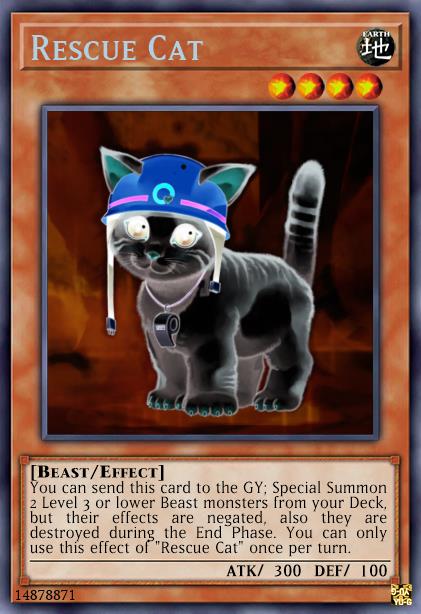 Rescue Cat
EARTH
地
[Beast/Effect]
You can send this card to the GY; Special Summon
2 Level 3 or lower Beast monsters from your Deck,
but their effects are negated, also they are
destroyed during the End Phase. You can only
use this effect of "Rescue Cat" once per turn.
ATK/ 300 DEF/ 100
14878871